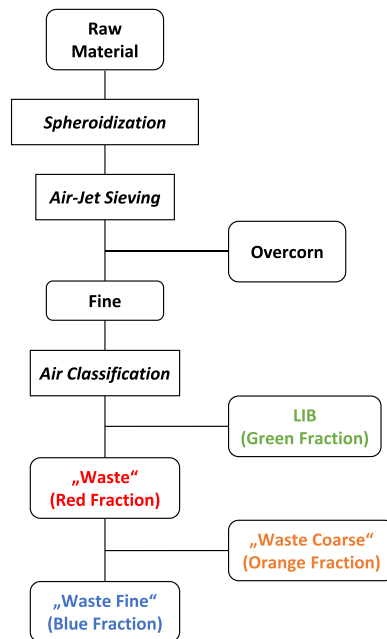 Raw
Material
Spheroidization
Air-Jet Sieving
Overcorn
Fine
Air Classification
LIB
(Green Fraction)
„Waste“
(Red Fraction)
„Waste Coarse“
(Orange Fraction)
„Waste Fine“
(Blue Fraction)